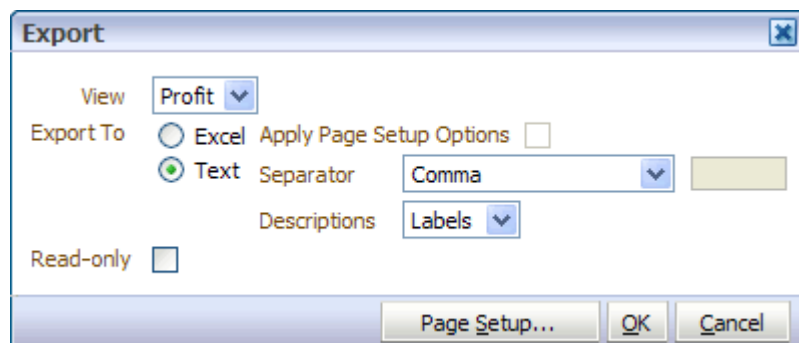 Export
View Profit
Export To Excel Apply Page Setup Options
Text Separator Comma
Descriptions Labels
Read-only
Page Setup... OK Cancel